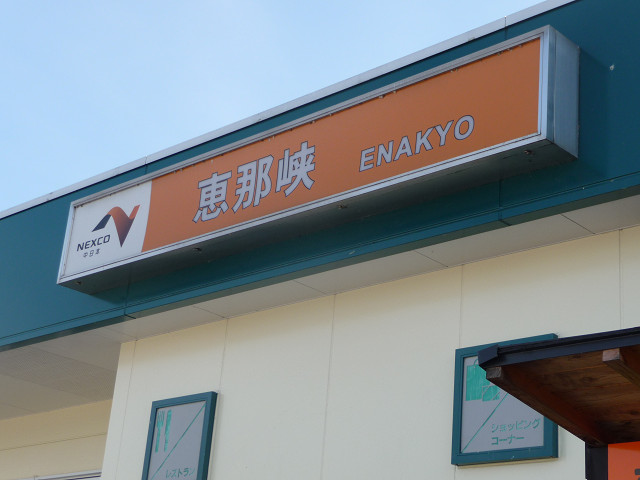 恵那峡 ENAKYO
NEXCO
中日本
レストラン
ショッピング
コーナー